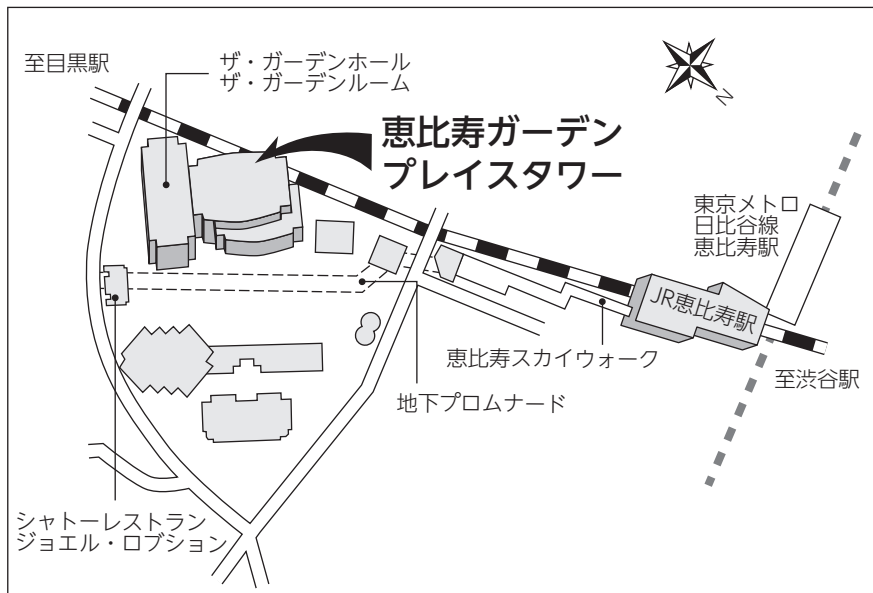 至目黒駅
ザ・ガーデンホール
ザ・ガーデンルーム
恵比寿ガーデン
プレイスタワー
N
東京メトロ
日比谷線
恵比寿駅
JR恵比寿駅
恵比寿スカイウォーク
至渋谷駅
地下プロムナード
シャトーレストラン
ジョエル・ロブション